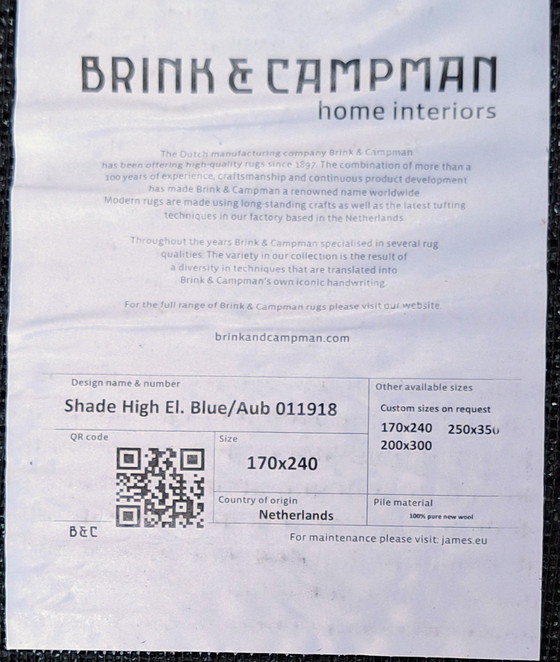 BRINK & CAMPMAN
home interiors
The Dutch manufacturing company Brink & Campman
has been offering high-quality rugs since 1897. The combination of more than a
100 years of experience, craftsmanship and continuous product development
has made Brink & Campman a renowned name worldwide
Modern rugs are made using long-standing crafts as well as the latest tufting
techniques in our factory based in the Netherlands.
Throughout the years Brink & Campman specialised in several rug
qualities. The variety in our collection is the result of
a diversity in techniques that are translated into
Brink & Campman's own iconic handwriting.
For the full range of Brink & Campman rugs please visit our website.
brinkandcampman.com
Design name & number
Shade High El. Blue/Aub 011918
Other available sizes
Custom sizes on request
170x240 250x350
200x300
QR code
Size
170x240
Country of origin
Netherlands
Pile material
100% pure new wool
B&C
For maintenance please visit: james.eu